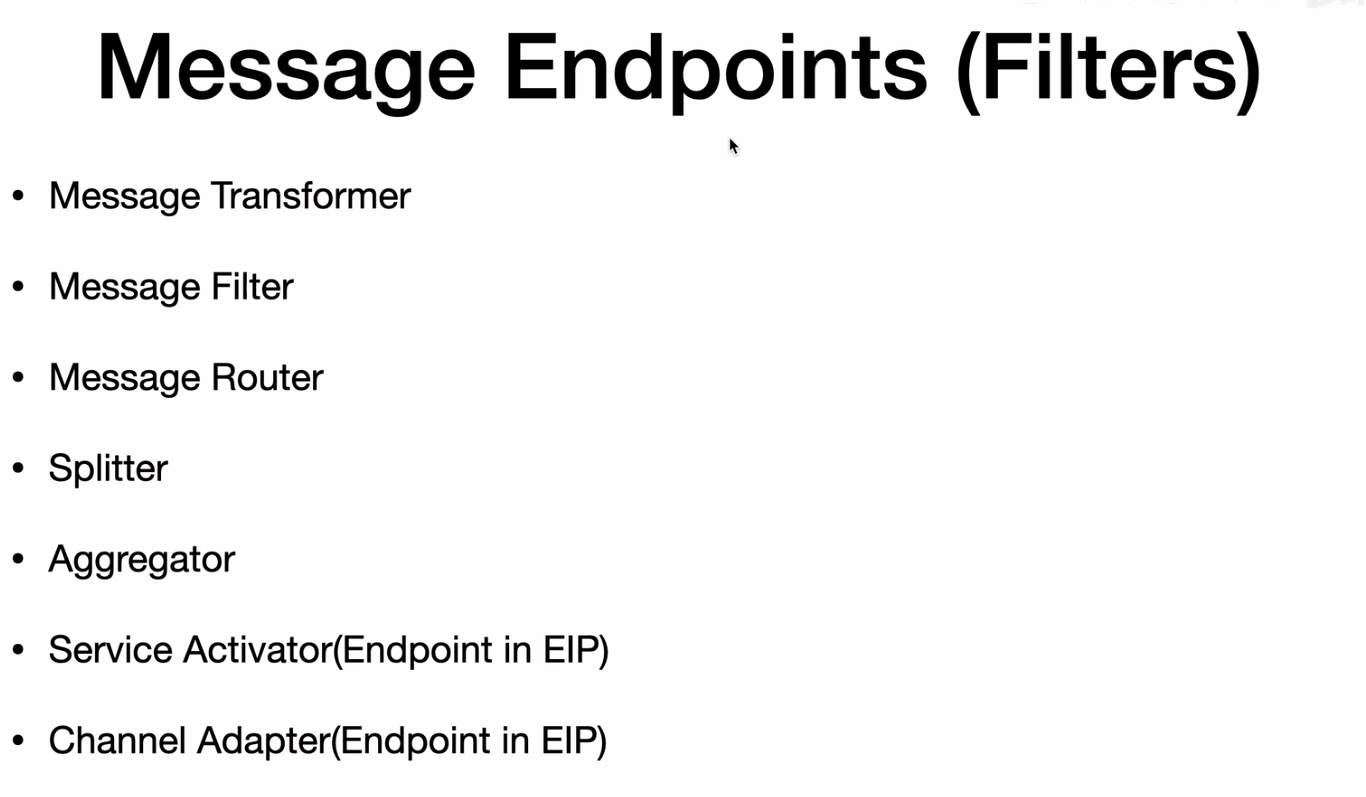 Message Endpoints (Filters)
• Message Transformer
• Message Filter
• Message Router
• Splitter
• Aggregator
• Service Activator(Endpoint in EIP)
• Channel Adapter(Endpoint in EIP)